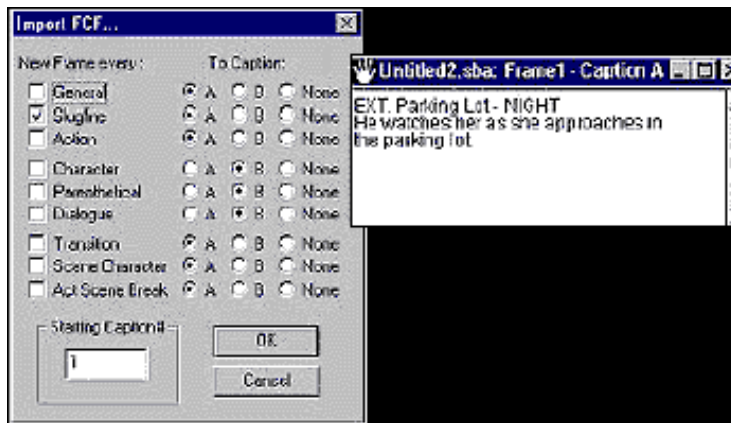 Import FCF...
New Frame every: To Caption:
General A B None
Slugline A B None
Action A B None
Character A B None
Parenthetical A B None
Dialogue A B None
Transition A B None
Scene Character A B None
Act Scene Break A B None
Starting Caption#
1
OK
Cancel
Untitled2.sba: Frame1 - Caption A
EXT. Parking Lot - NIGHT
He watches her as she approaches in
the parking lot.